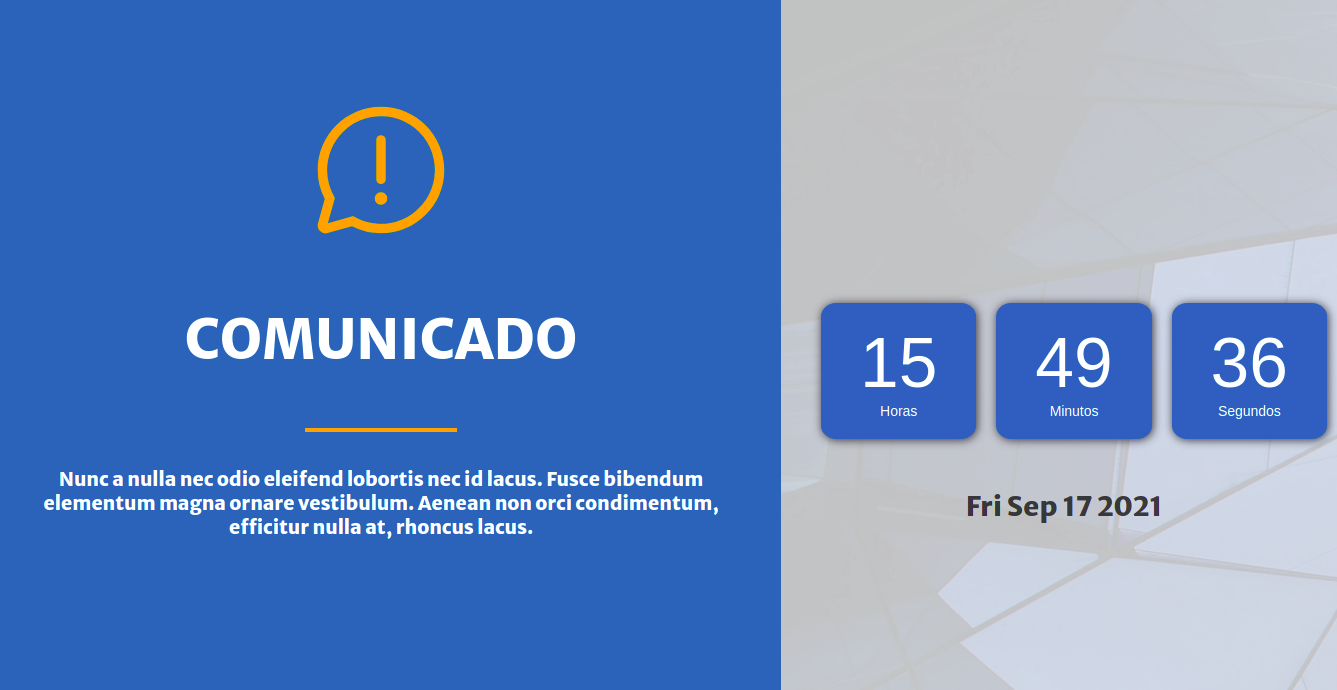 COMUNICADO
Nunc a nulla nec odio eleifend lobortis nec id lacus. Fusce bibendum
elementum magna ornare vestibulum. Aenean non orci condimentum,
efficitur nulla at, rhoncus lacus.
15 49 36
Horas Minutos Segundos
Fri Sep 17 2021